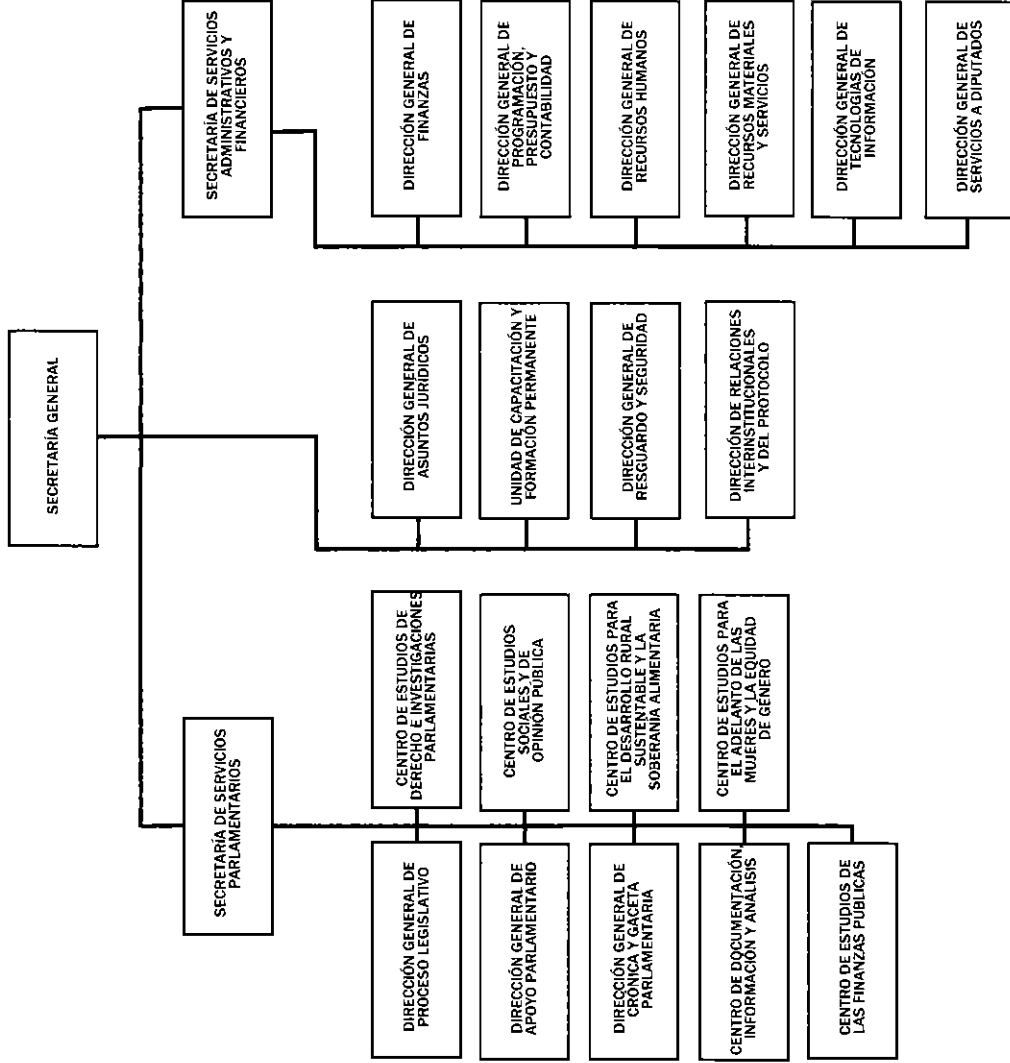 SECRETARÍA GENERAL
SECRETARÍA DE SERVICIOS
PARLAMENTARIOS
SECRETARÍA DE SERVICIOS
ADMINISTRATIVOS Y
FINANCIEROS
DIRECCIÓN GENERAL DE
PROCESO LEGISLATIVO
DIRECCIÓN GENERAL DE
APOYO PARLAMENTARIO
DIRECCIÓN GENERAL DE
CRÓNICA Y GACETA
PARLAMENTARIA
CENTRO DE DOCUMENTACIÓN,
INFORMACIÓN Y ANÁLISIS
CENTRO DE ESTUDIOS DE
LAS FINANZAS PUBLICAS
CENTRO DE ESTUDIOS DE
DERECHO E INVESTIGACIONES
PARLAMENTARIAS
CENTRO DE ESTUDIOS
SOCIALES Y DE
OPINIÓN PUBLICA
CENTRO DE ESTUDIOS PARA
EL DESARROLLO RURAL
SUSTENTABLE Y LA
SOBERANÍA ALIMENTARIA
CENTRO DE ESTUDIOS PARA
EL ADELANTO DE LAS
MUJERES Y LA EQUIDAD
DE GÉNERO
DIRECCIÓN GENERAL DE
ASUNTOS JURÍDICOS
UNIDAD DE CAPACITACIÓN Y
FORMACIÓN PERMANENTE
DIRECCIÓN GENERAL DE
RESGUARDO Y SEGURIDAD
DIRECCIÓN DE RELACIONES
INTERINSTITUCIONALES
Y DEL PROTOCOLO
DIRECCIÓN GENERAL DE
FINANZAS
DIRECCIÓN GENERAL DE
PROGRAMACIÓN,
PRESUPUESTO Y
CONTABILIDAD
DIRECCIÓN GENERAL DE
RECURSOS HUMANOS
DIRECCIÓN GENERAL DE
RECURSOS MATERIALES
Y SERVICIOS
DIRECCIÓN GENERAL DE
TECNOLOGÍAS DE
INFORMACIÓN
DIRECCIÓN GENERAL DE
SERVICIOS A DIPUTADOS